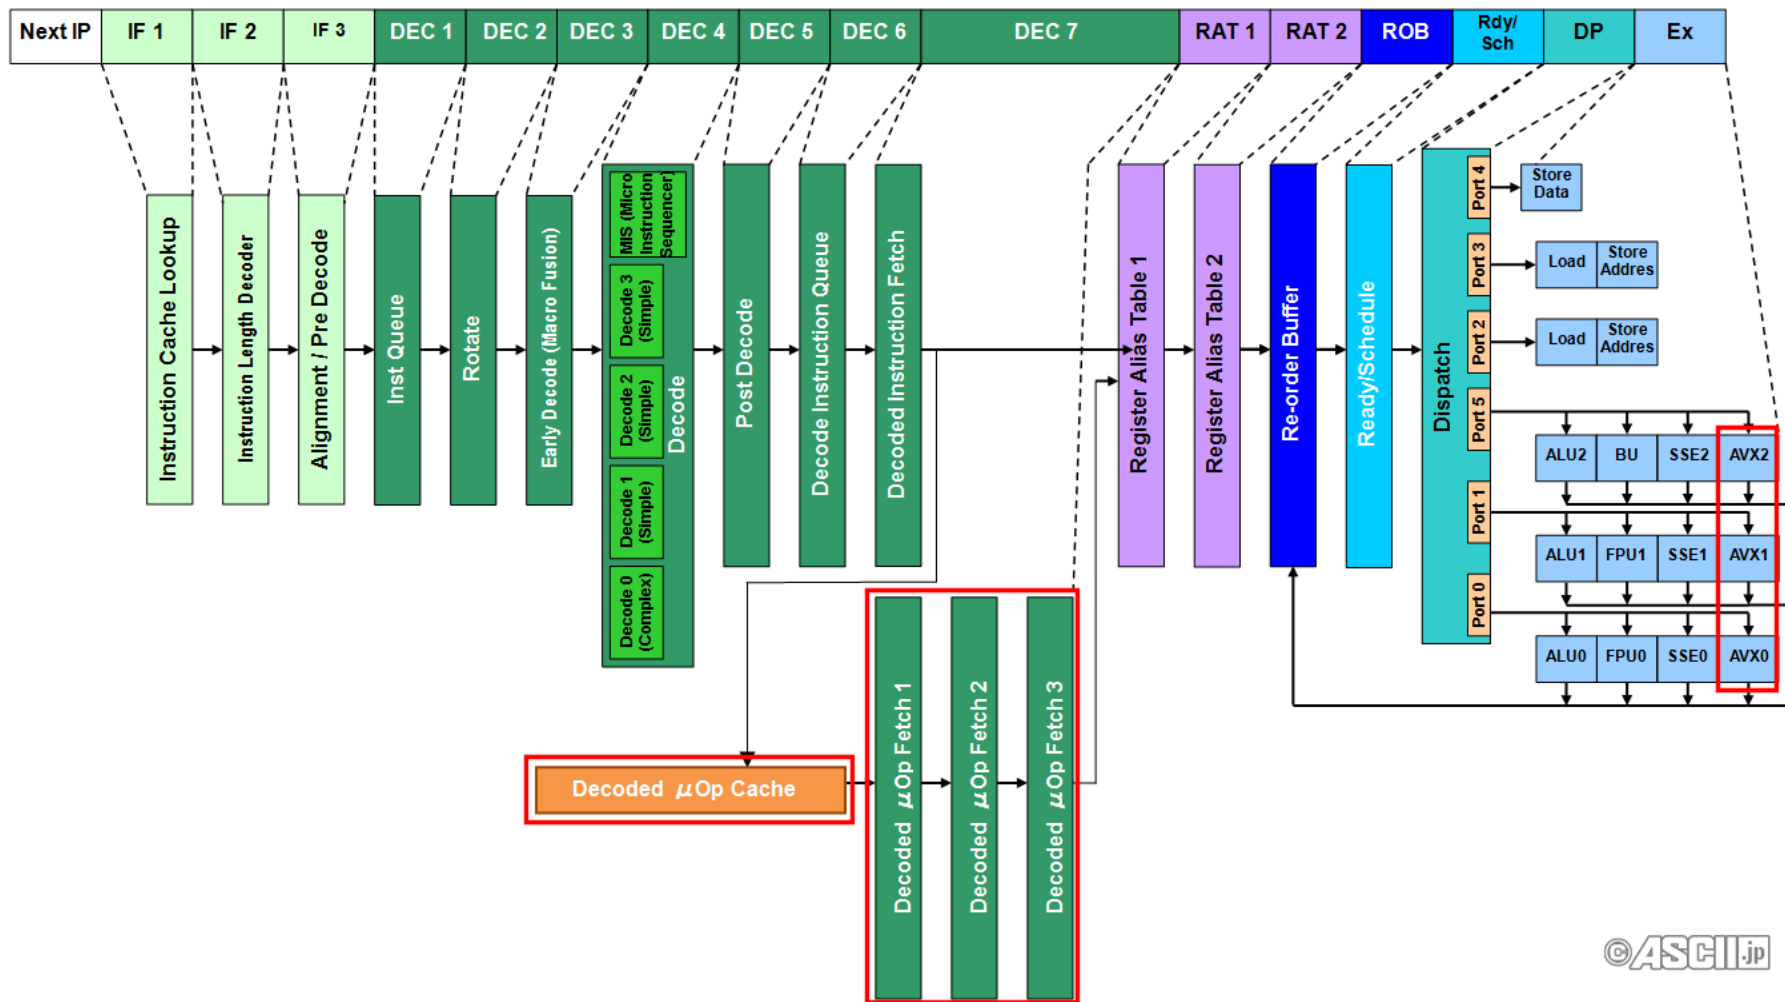 Next IP
IF 1
IF 2
IF 3
DEC 1
DEC 2
DEC 3
DEC 4
DEC 5
DEC 6
DEC 7
RAT 1
RAT 2
ROB
Rdy/
Sch
DP
Ex
Instruction Cache Lookup
Instruction Length Decoder
Alignment / Pre Decode
Inst Queue
Rotate
Early Decode (Macro Fusion)
MIS (Micro
Instruction
Sequencer)
Decode 3
(Simple)
Decode 2
(Simple)
Decode 1
(Simple)
Decode 0
(Complex)
Decode
Post Decode
Decode Instruction Queue
Decoded Instruction Fetch
Register Alias Table 1
Register Alias Table 2
Re-order Buffer
Ready/Schedule
Dispatch
Port 4
Port 3
Port 2
Port 5
Port 1
Port 0
Store
Data
Load
Store
Addres
Load
Store
Addres
ALU2
BU
SSE2
AVX2
ALU1
FPU1
SSE1
AVX1
ALU0
FPU0
SSE0
AVX0
Decoded μOp Cache
Decoded μOp Fetch 1
Decoded μOp Fetch 2
Decoded μOp Fetch 3
©ASCII.jp